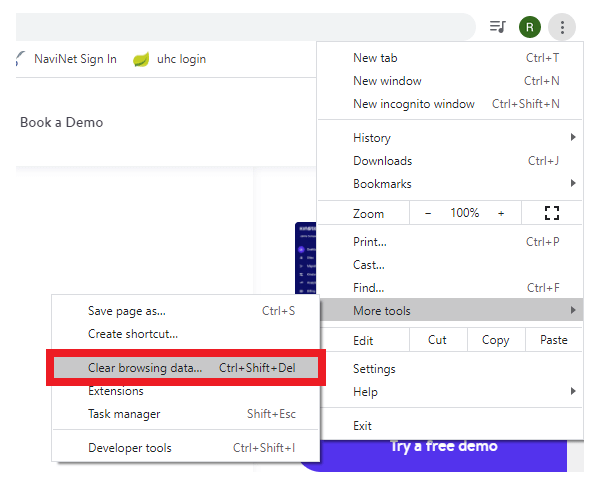 R
NaviNet Sign In uhc login
Book a Demo
New tab Ctrl+T
New window Ctrl+N
New incognito window Ctrl+Shift+N
History
Downloads Ctrl+J
Bookmarks
Zoom − 100% +
Print... Ctrl+P
Cast...
Find... Ctrl+F
More tools
Edit Cut Copy Paste
Settings
Help
Exit
Save page as... Ctrl+S
Create shortcut...
Clear browsing data... Ctrl+Shift+Del
Extensions
Task manager Shift+Esc
Developer tools Ctrl+Shift+I
Try a free demo